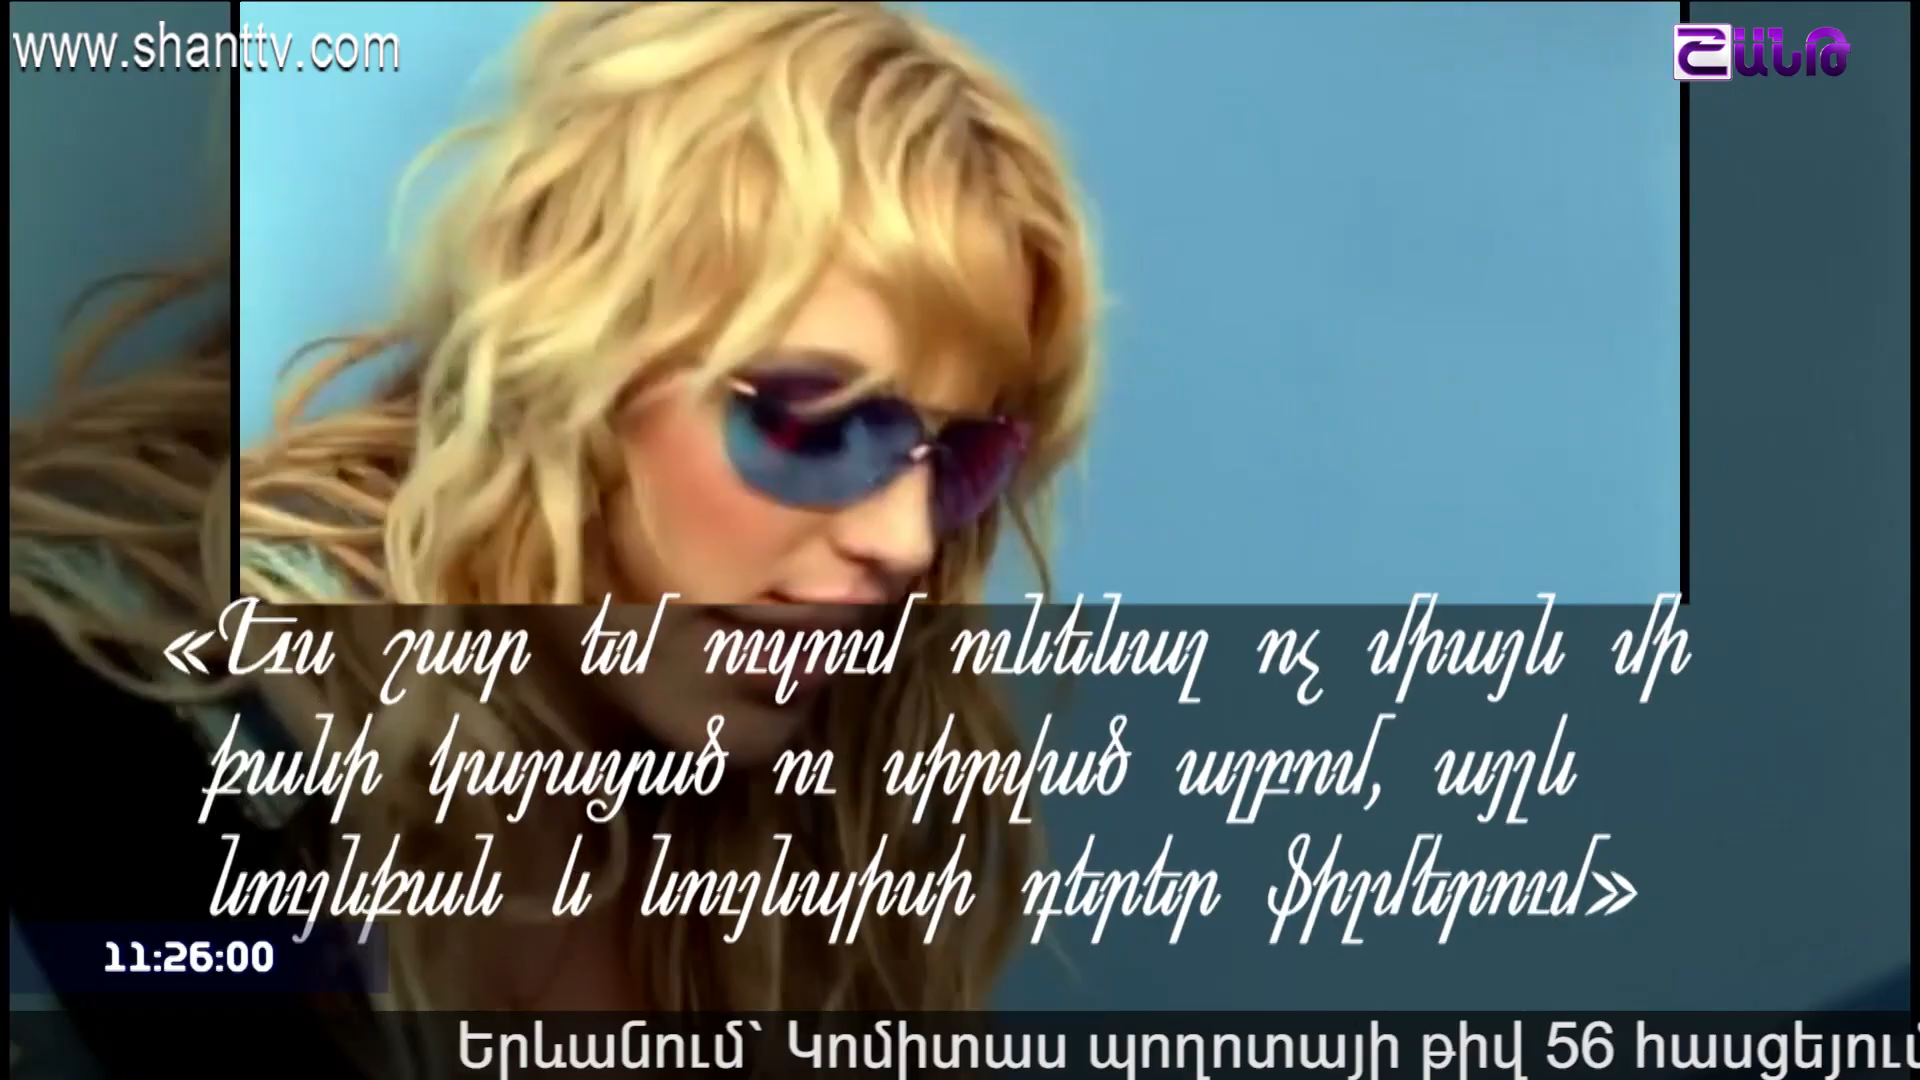 www.shanttv.com
ՇԱՆԹ
«Ես շատ եմ ուզում ունենալ ոչ միայն մի
քանի կայացած ու սիրված ալբոմ, այլև
նույնքան և նույնպիսի դերեր ֆիլմերում»
11:26:00
Երևանում՝ Կոմիտաս պողոտայի թիվ 56 հասցեյում